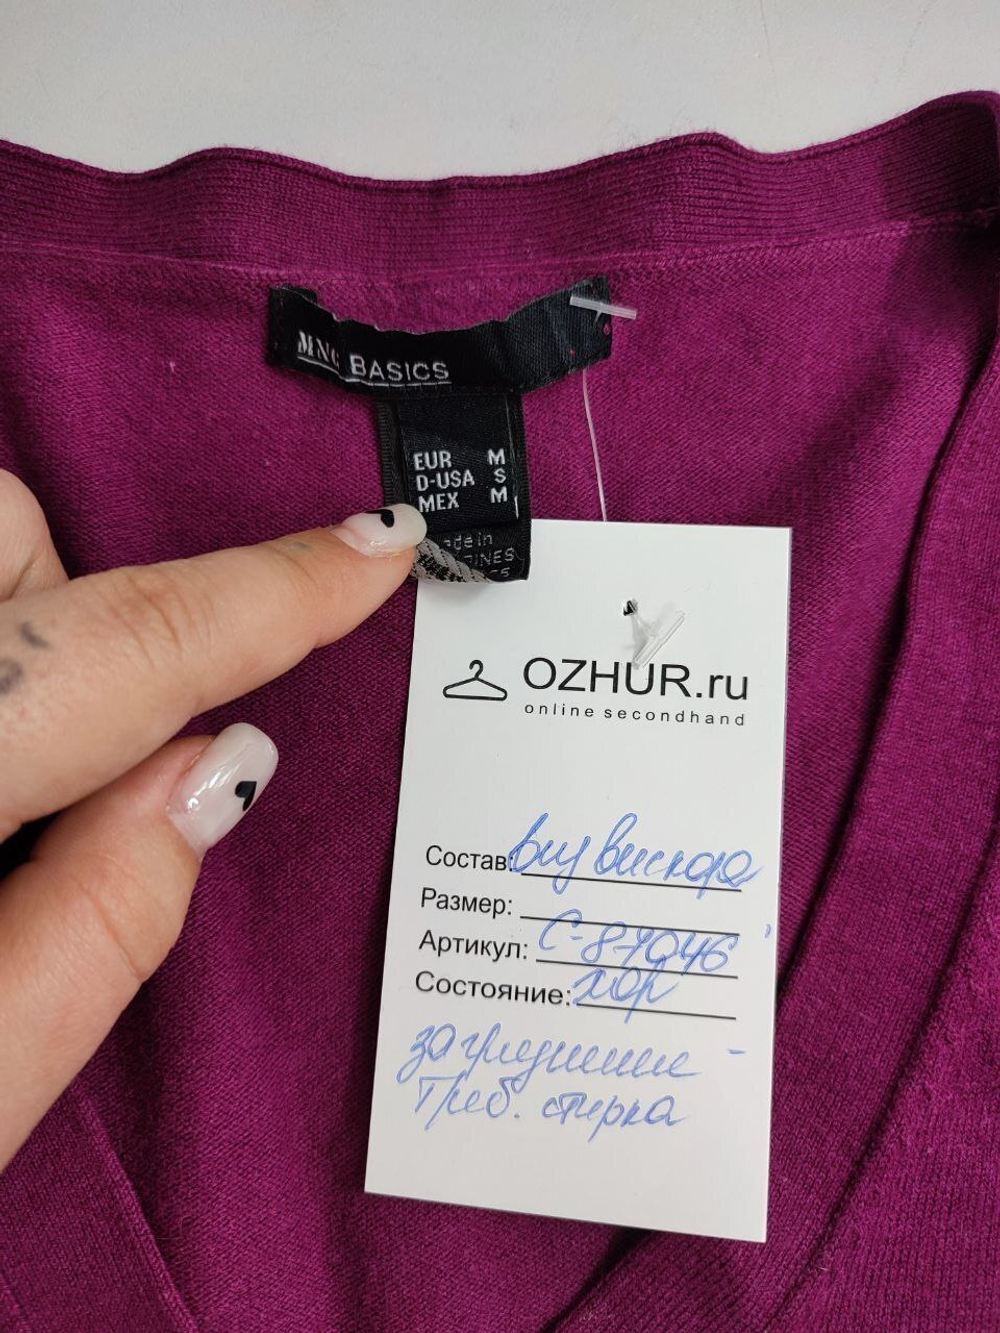 MNG BASICS
EUR M
D-USA S
MEX M
OZHUR.ru
online secondhand
Состав: виз вискоза
Размер:
Артикул: С-87046
Состояние: хор
загрязнение -
треб. стирка